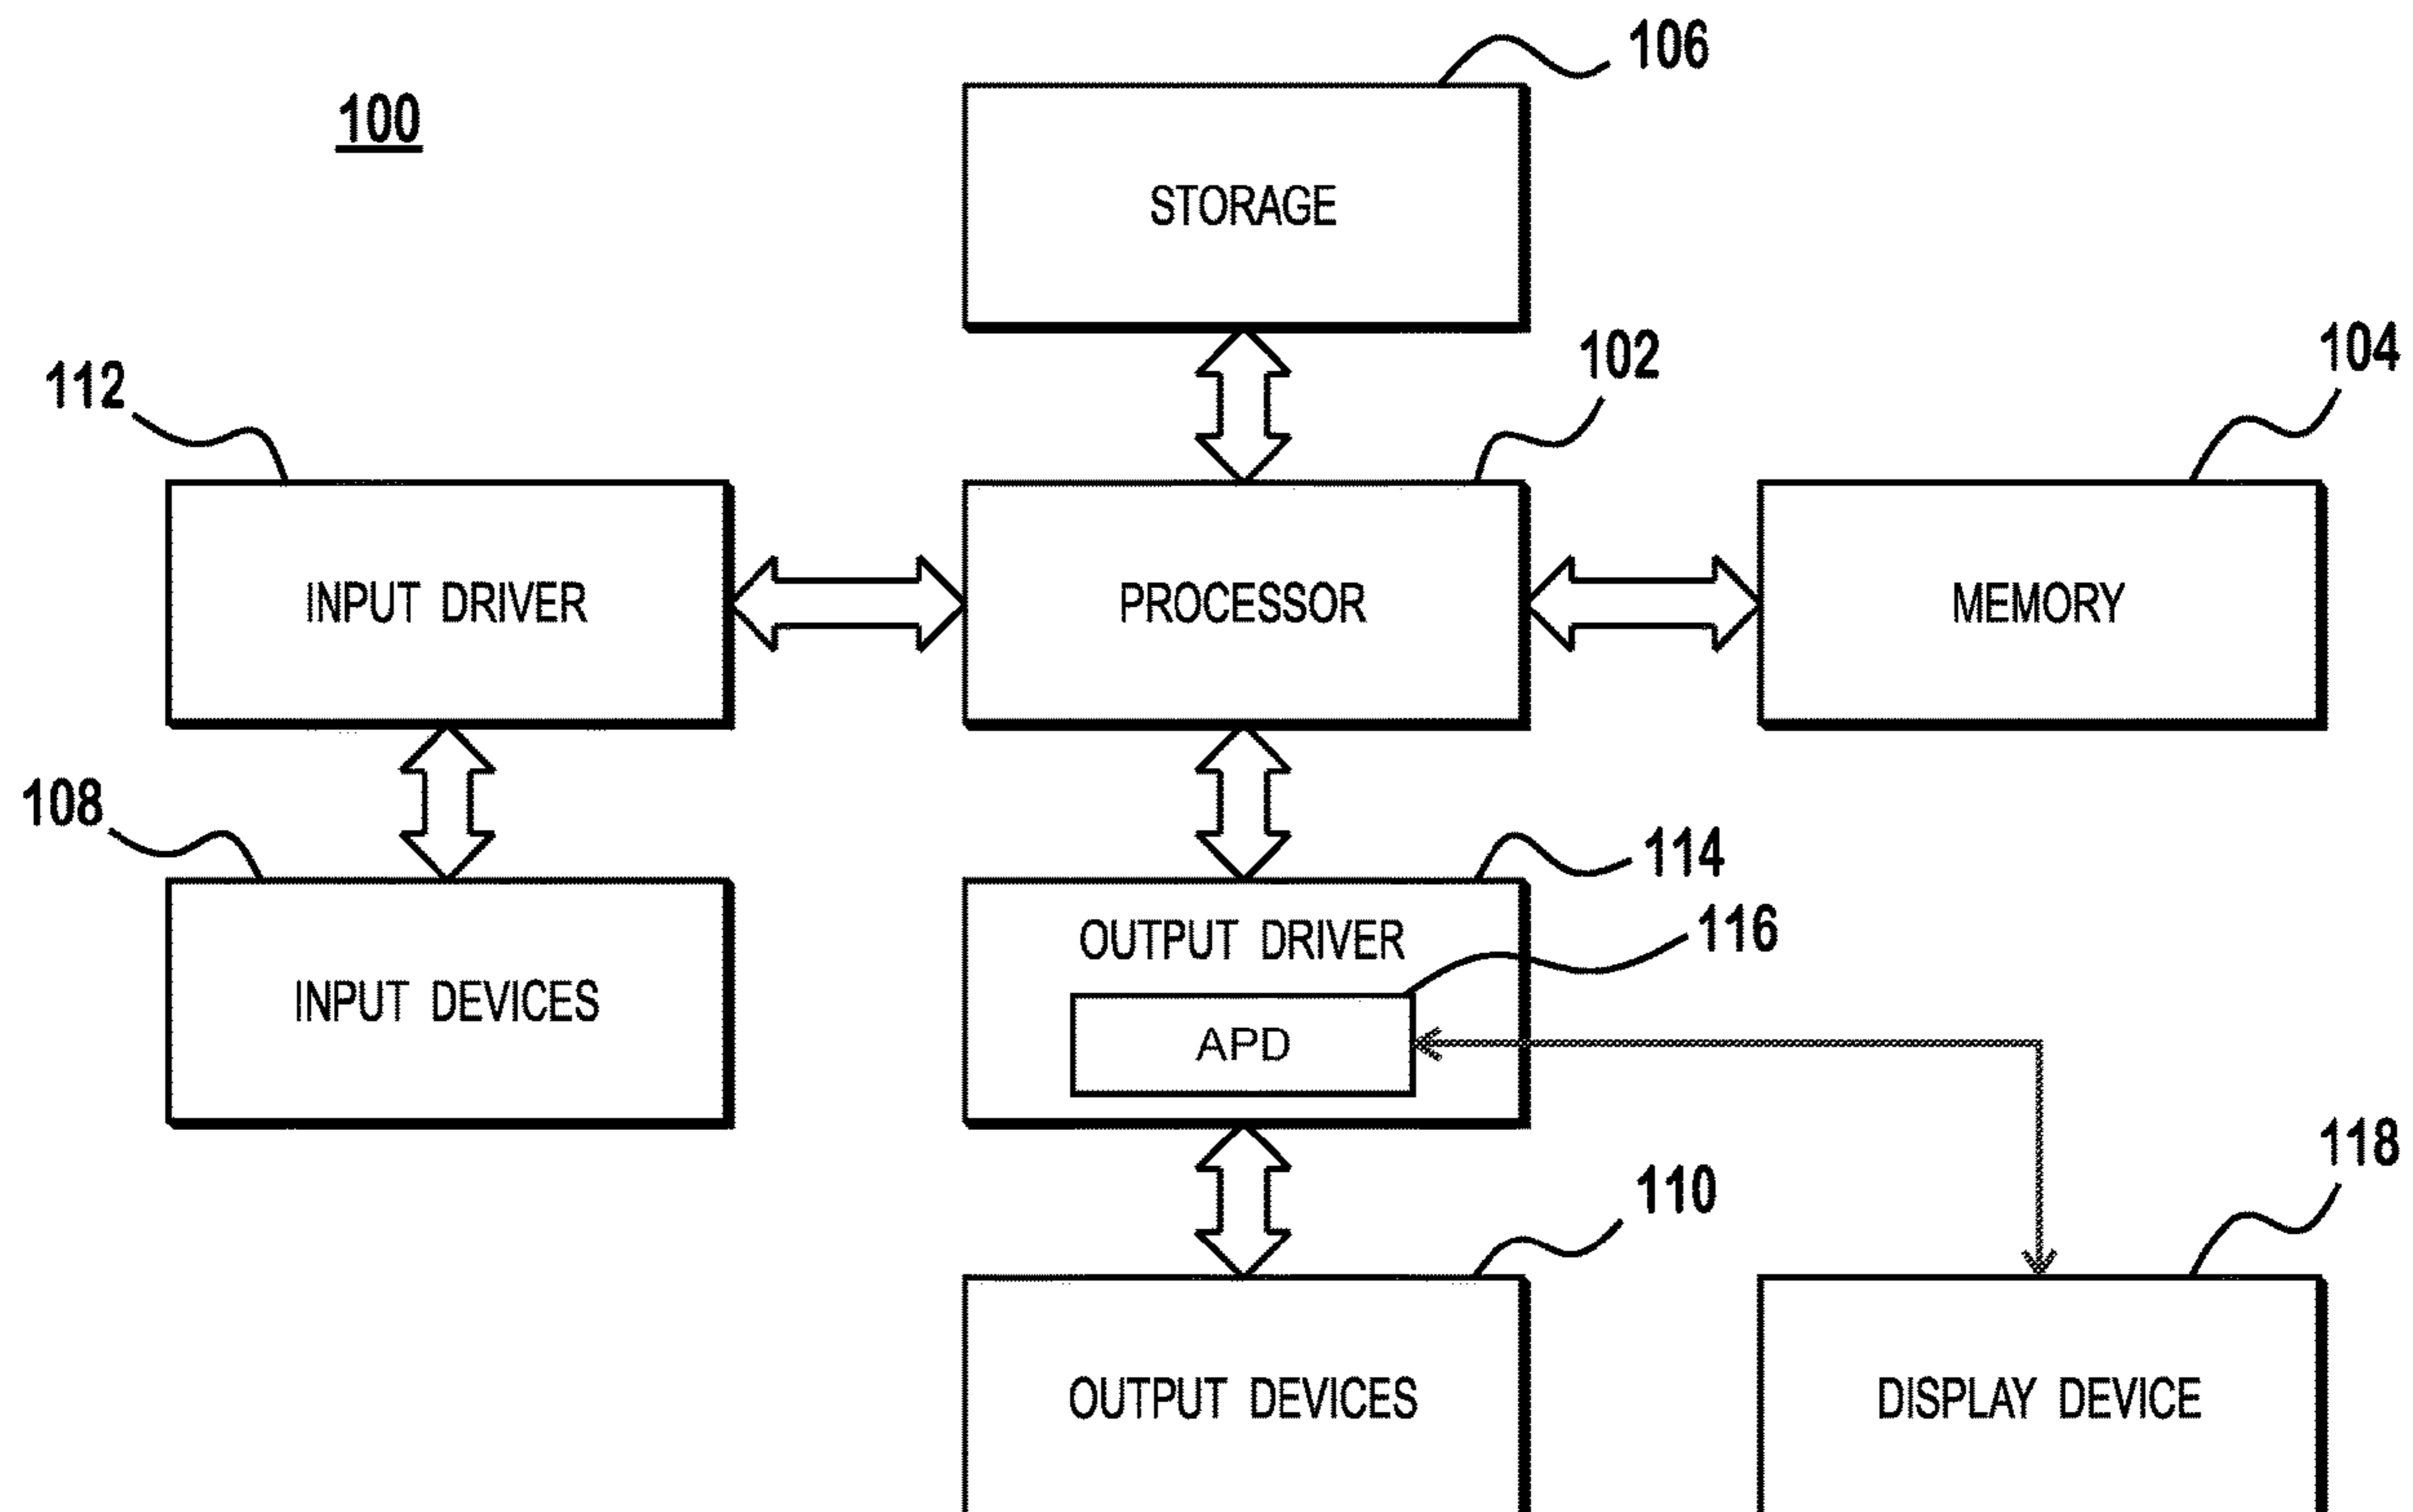 106
100
STORAGE
102
104
112
INPUT DRIVER
PROCESSOR
MEMORY
108
114
OUTPUT DRIVER
116
INPUT DEVICES
APD
118
110
OUTPUT DEVICES
DISPLAY DEVICE